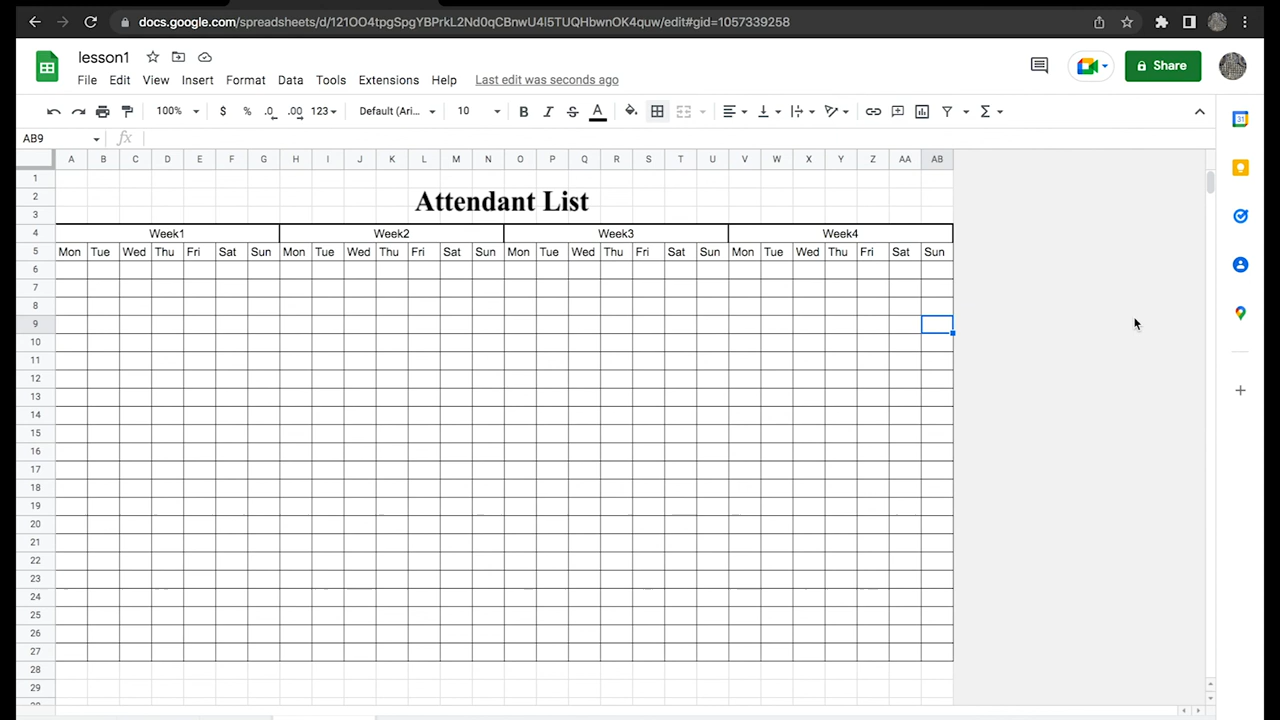 docs.google.com/spreadsheets/d/121OO4tpgSpgYBPrkL2Nd0qCBnwU4I5TUQHbwnOK4quw/edit#gid=1057339258
lesson1
File Edit View Insert Format Data Tools Extensions Help Last edit was seconds ago
Share
100% $ % .0 .00 123 Default (Ari... 10 B I S A
AB9 fx
A B C D E F G H I J K L M N O P Q R S T U V W X Y Z AA AB
1
2 Attendant List
3
4 Week1 Week2 Week3 Week4
5 Mon Tue Wed Thu Fri Sat Sun Mon Tue Wed Thu Fri Sat Sun Mon Tue Wed Thu Fri Sat Sun Mon Tue Wed Thu Fri Sat Sun
6
7
8
9
10
11
12
13
14
15
16
17
18
19
20
21
22
23
24
25
26
27
28
29